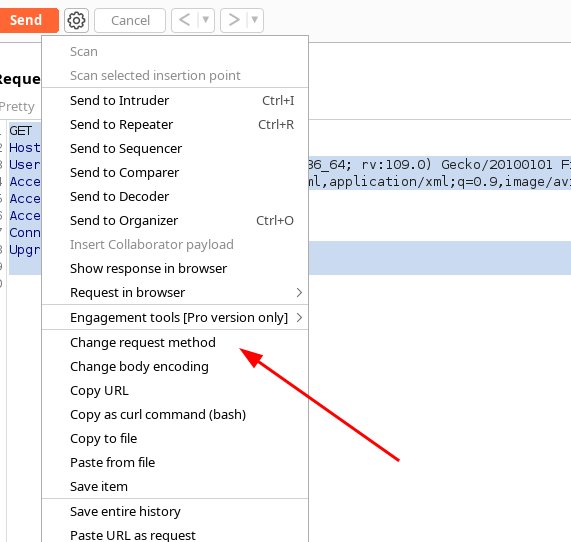 Send
Cancel
Scan
Scan selected insertion point
Reque
Pretty
Send to Intruder Ctrl+I
Send to Repeater Ctrl+R
Send to Sequencer
Send to Comparer
Send to Decoder
Send to Organizer Ctrl+O
Insert Collaborator payload
Show response in browser
Request in browser
Engagement tools [Pro version only]
Change request method
Change body encoding
Copy URL
Copy as curl command (bash)
Copy to file
Paste from file
Save item
Save entire history
Paste URL as request
GET
2 Host
3 User 86_64; rv:109.0) Gecko/20100101 Fi
4 Acce ml,application/xml;q=0.9,image/avi
5 Acce
6 Acce
7 Conn
8 Upgr
9
0